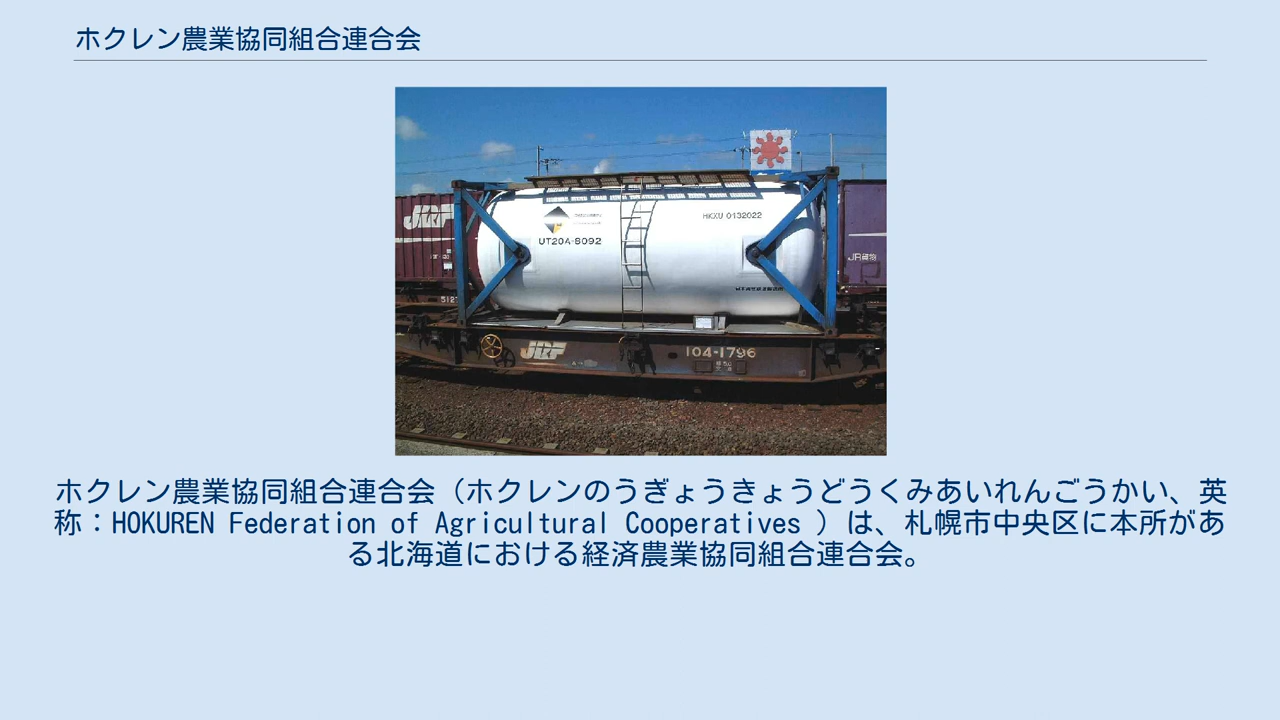 ホクレン農業協同組合連合会
JRF
UT20A-8092
HKXU 0132022
JR貨物
512
JRF
104-1796
ホクレン農業協同組合連合会（ホクレンのうぎょうきょうどうくみあいれんごうかい、英
称：HOKUREN Federation of Agricultural Cooperatives ）は、札幌市中央区に本所があ
る北海道における経済農業協同組合連合会。